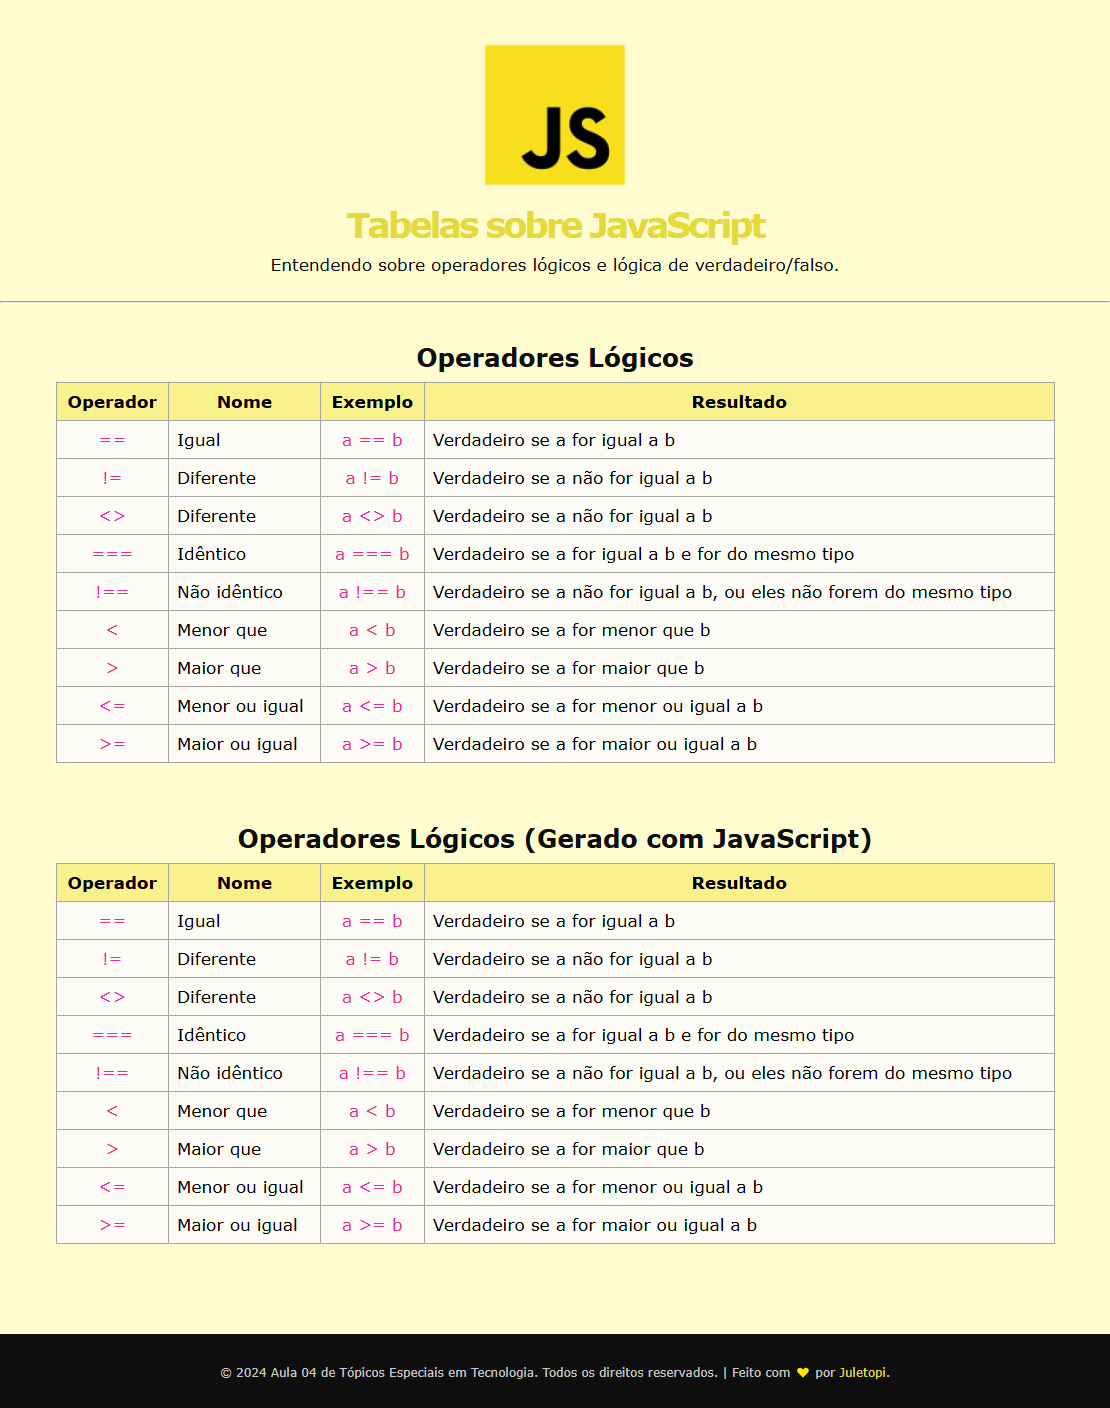 JS
Tabelas sobre JavaScript
Entendendo sobre operadores lógicos e lógica de verdadeiro/falso.
Operadores Lógicos
Operador Nome Exemplo Resultado
== Igual a == b Verdadeiro se a for igual a b
!= Diferente a != b Verdadeiro se a não for igual a b
<> Diferente a <> b Verdadeiro se a não for igual a b
=== Idêntico a === b Verdadeiro se a for igual a b e for do mesmo tipo
!== Não idêntico a !== b Verdadeiro se a não for igual a b, ou eles não forem do mesmo tipo
< Menor que a < b Verdadeiro se a for menor que b
> Maior que a > b Verdadeiro se a for maior que b
<= Menor ou igual a <= b Verdadeiro se a for menor ou igual a b
>= Maior ou igual a >= b Verdadeiro se a for maior ou igual a b
Operadores Lógicos (Gerado com JavaScript)
Operador Nome Exemplo Resultado
== Igual a == b Verdadeiro se a for igual a b
!= Diferente a != b Verdadeiro se a não for igual a b
<> Diferente a <> b Verdadeiro se a não for igual a b
=== Idêntico a === b Verdadeiro se a for igual a b e for do mesmo tipo
!== Não idêntico a !== b Verdadeiro se a não for igual a b, ou eles não forem do mesmo tipo
< Menor que a < b Verdadeiro se a for menor que b
> Maior que a > b Verdadeiro se a for maior que b
<= Menor ou igual a <= b Verdadeiro se a for menor ou igual a b
>= Maior ou igual a >= b Verdadeiro se a for maior ou igual a b
© 2024 Aula 04 de Tópicos Especiais em Tecnologia. Todos os direitos reservados. | Feito com ♥ por Juletopi.